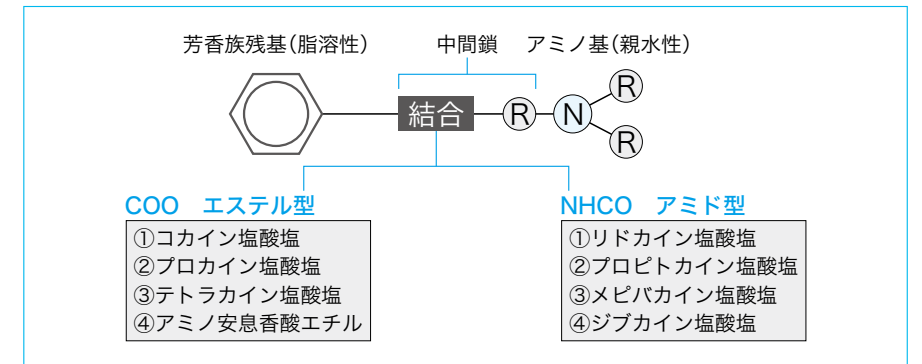 芳香族残基(脂溶性) 中間鎖 アミノ基(親水性)
結合 R N R
R
COO エステル型 NHCO アミド型
①コカイン塩酸塩
②プロカイン塩酸塩
③テトラカイン塩酸塩
④アミノ安息香酸エチル
①リドカイン塩酸塩
②プロピトカイン塩酸塩
③メピバカイン塩酸塩
④ジブカイン塩酸塩